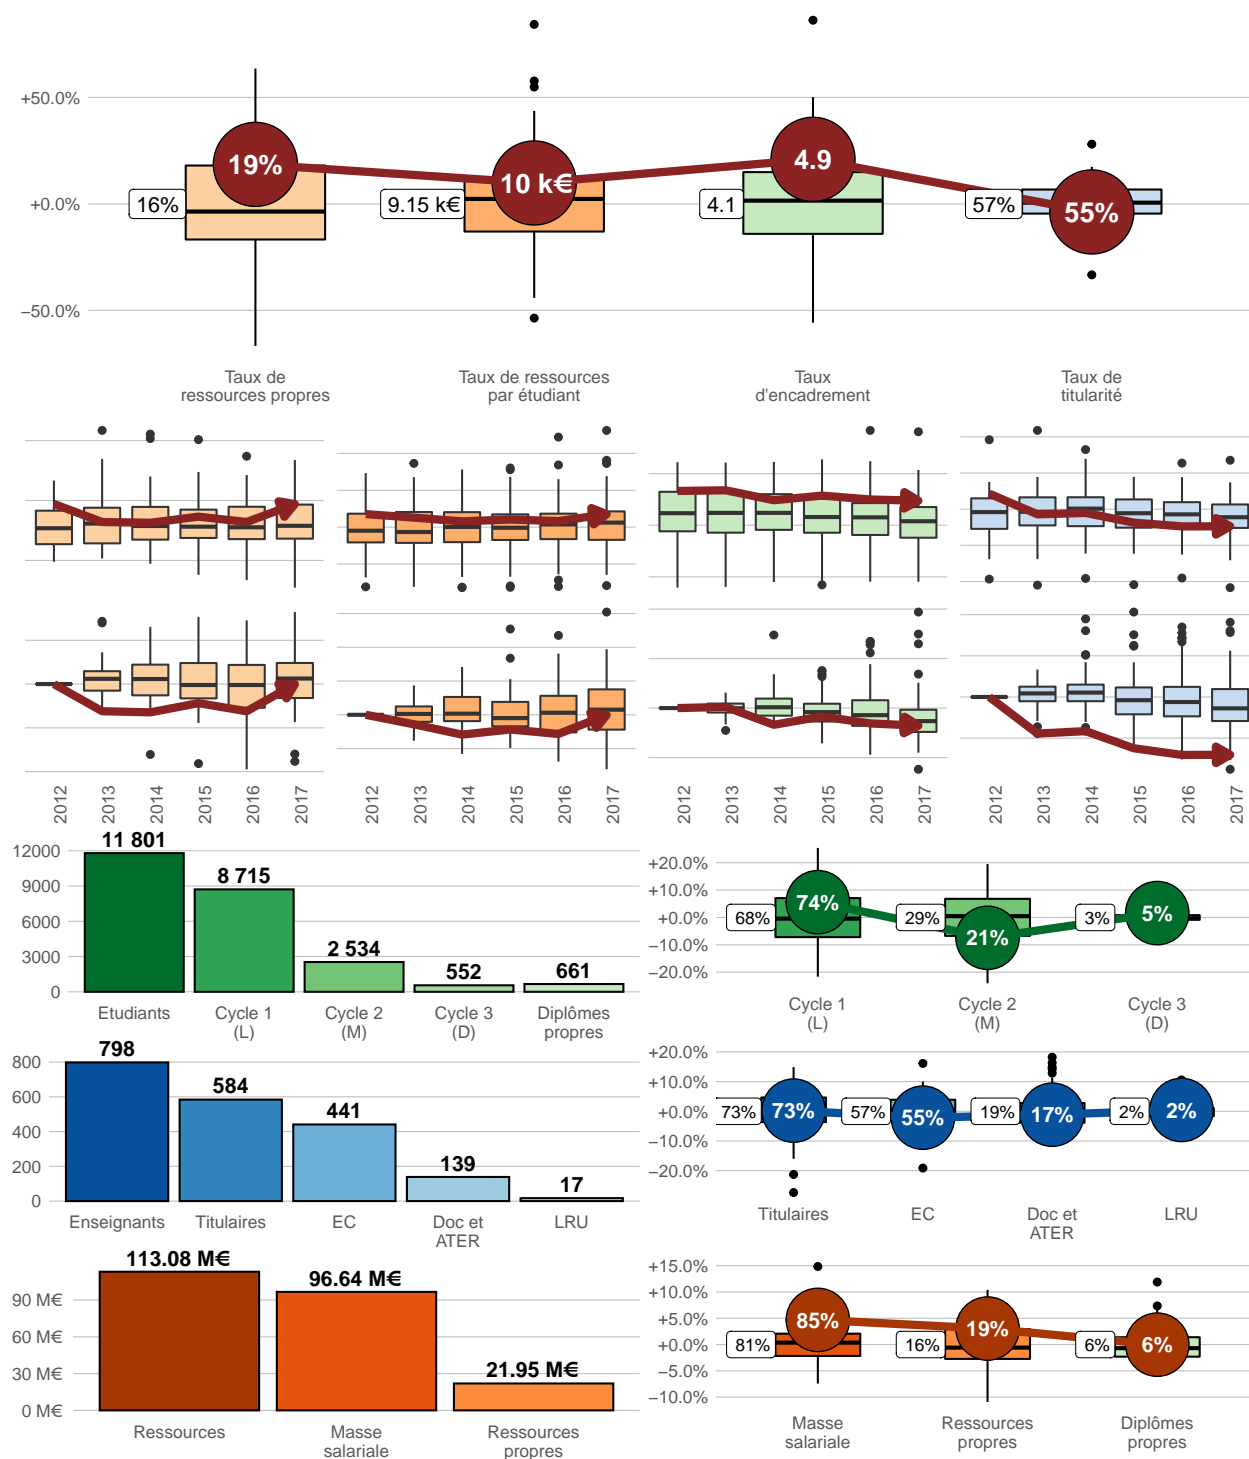 +50.0%
+0.0%
−50.0%
16%
19%
9.15 k€
10 k€
4.1
4.9
57%
55%
Taux de
ressources propres
Taux de ressources
par étudiant
Taux
d'encadrement
Taux de
titularité
2012
2013
2014
2015
2016
2017
2012
2013
2014
2015
2016
2017
2012
2013
2014
2015
2016
2017
2012
2013
2014
2015
2016
2017
12000
9000
6000
3000
0
11 801
8 715
2 534
552
661
Etudiants
Cycle 1
(L)
Cycle 2
(M)
Cycle 3
(D)
Diplômes
propres
+20.0%
+10.0%
+0.0%
−10.0%
−20.0%
68%
74%
29%
21%
3%
5%
Cycle 1
(L)
Cycle 2
(M)
Cycle 3
(D)
800
600
400
200
0
798
584
441
139
17
Enseignants
Titulaires
EC
Doc et
ATER
LRU
+20.0%
+10.0%
+0.0%
−10.0%
−20.0%
73%
73%
57%
55%
19%
17%
2%
2%
Titulaires
EC
Doc et
ATER
LRU
90 M€
60 M€
30 M€
0 M€
113.08 M€
96.64 M€
21.95 M€
Ressources
Masse
salariale
Ressources
propres
+15.0%
+10.0%
+5.0%
+0.0%
−5.0%
−10.0%
81%
85%
16%
19%
6%
6%
Masse
salariale
Ressources
propres
Diplômes
propres